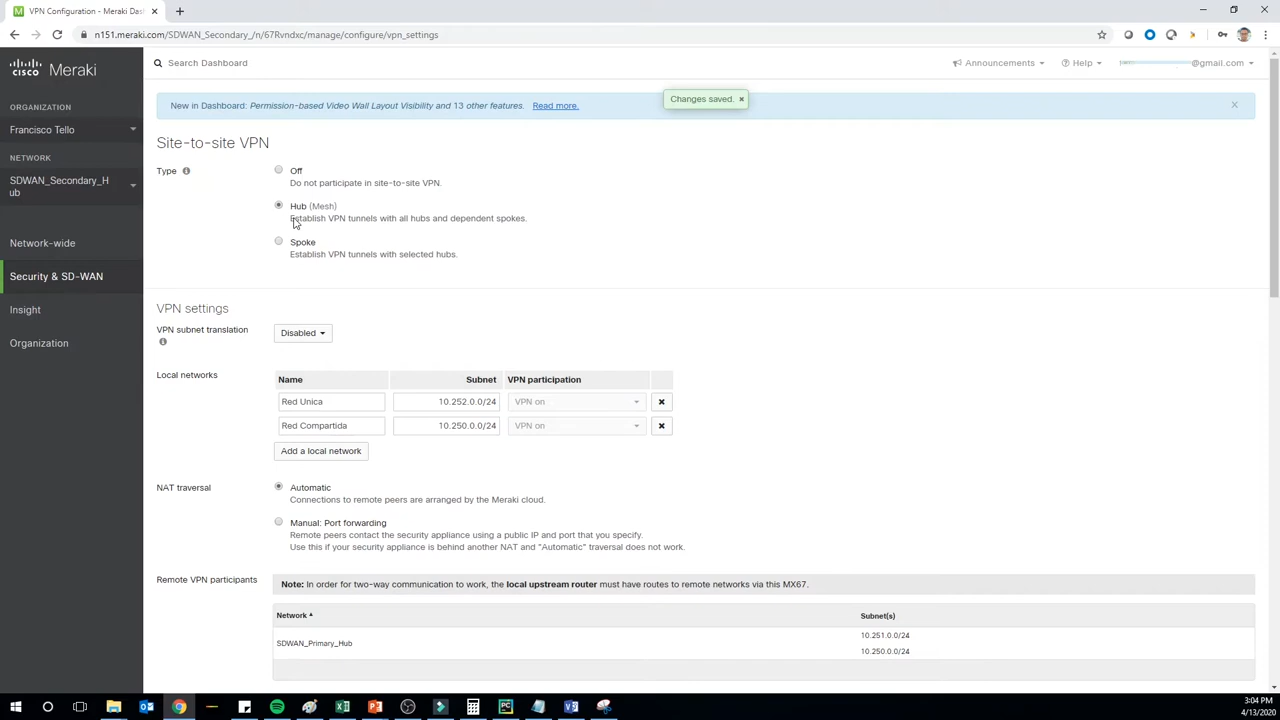 VPN Configuration - Meraki Das
n151.meraki.com/SDWAN_Secondary_/n/67Rvndxc/manage/configure/vpn_settings
cisco Meraki
Search Dashboard
Announcements
Help
@gmail.com
New in Dashboard: Permission-based Video Wall Layout Visibility and 13 other features. Read more.
Changes saved.
ORGANIZATION
Francisco Tello
NETWORK
SDWAN_Secondary_H
ub
Network-wide
Security & SD-WAN
Insight
Organization
Site-to-site VPN
Type
Off
Do not participate in site-to-site VPN.
Hub (Mesh)
Establish VPN tunnels with all hubs and dependent spokes.
Spoke
Establish VPN tunnels with selected hubs.
VPN settings
VPN subnet translation
Disabled
Local networks
Name Subnet VPN participation
Red Unica 10.252.0.0/24 VPN on
Red Compartida 10.250.0.0/24 VPN on
Add a local network
NAT traversal
Automatic
Connections to remote peers are arranged by the Meraki cloud.
Manual: Port forwarding
Remote peers contact the security appliance using a public IP and port that you specify.
Use this if your security appliance is behind another NAT and "Automatic" traversal does not work.
Remote VPN participants
Note: In order for two-way communication to work, the local upstream router must have routes to remote networks via this MX67.
Network Subnet(s)
SDWAN_Primary_Hub 10.251.0.0/24
10.250.0.0/24
3:04 PM
4/13/2020